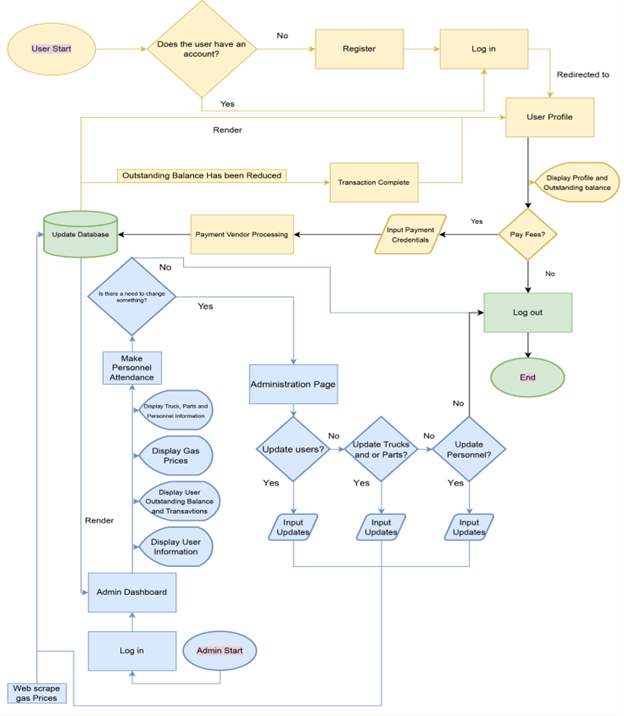 User Start
Does the user have an
account?
No
Register
Log in
Yes
Redirected to
User Profile
Render
Outstanding Balance Has been Reduced
Transaction Complete
Display Profile and
Outstanding balance
Update Database
Payment Vendor Processing
Input Payment
Credentials
Yes
Pay Fees?
No
No
Is there a need to change
something?
Yes
Log out
Make
Personnel
Attendance
Administration Page
End
Display Truck, Parts and
Personnel Information
No
Update users?
No
Update Trucks
and or Parts?
No
Update
Personnel?
Display Gas
Prices
Yes
Yes
Yes
Display User
Outstanding Balance
and Transavtions
Input
Updates
Input
Updates
Input
Updates
Render
Display User
Information
Admin Dashboard
Log in
Admin Start
Web scrape
gas Prices